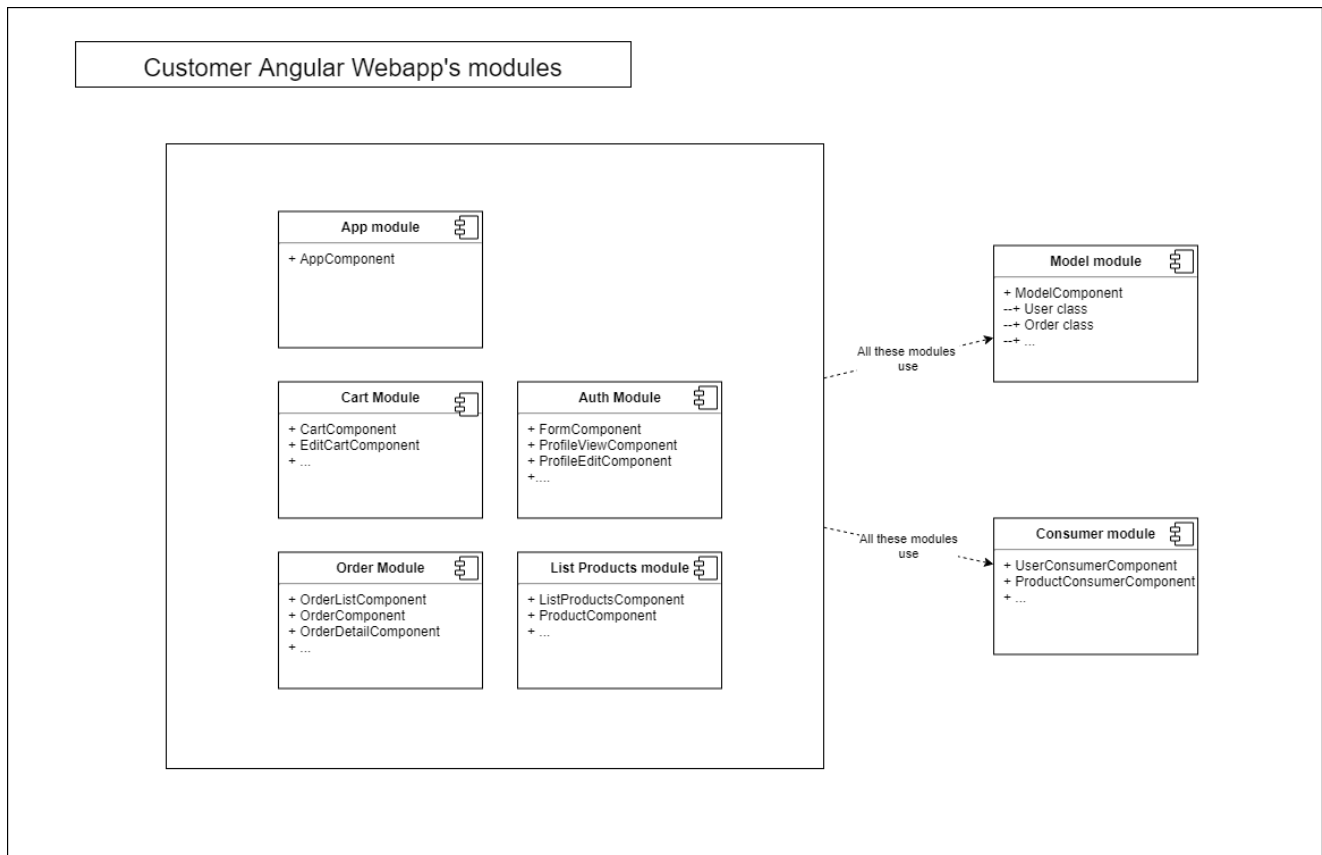 Customer Angular Webapp's modules
App module
+ AppComponent
Cart Module
+ CartComponent
+ EditCartComponent
+ ...
Auth Module
+ FormComponent
+ ProfileViewComponent
+ ProfileEditComponent
+....
Order Module
+ OrderListComponent
+ OrderComponent
+ OrderDetailComponent
+ ...
List Products module
+ ListProductsComponent
+ ProductComponent
+ ...
All these modules
use
Model module
+ ModelComponent
--+ User class
--+ Order class
--+ ...
All these modules
use
Consumer module
+ UserConsumerComponent
+ ProductConsumerComponent
+ ...